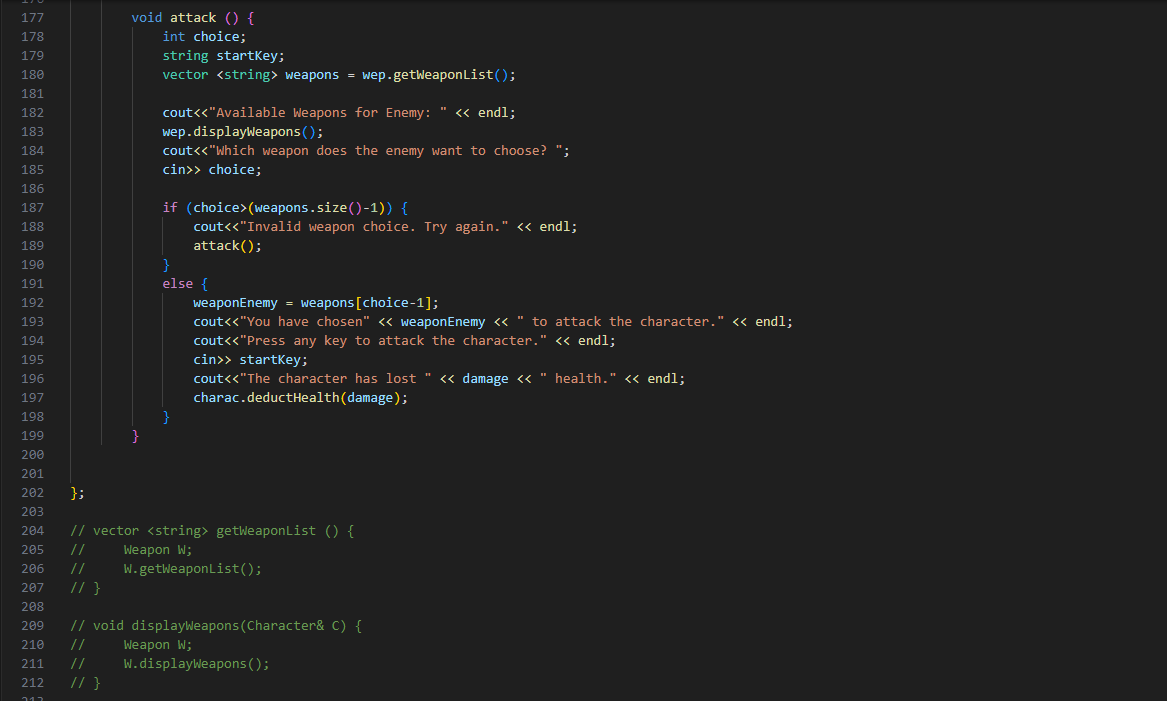 177 void attack () {
178 int choice;
179 string startKey;
180 vector <string> weapons = wep.getWeaponList();
181
182 cout<<"Available Weapons for Enemy: " << endl;
183 wep.displayWeapons();
184 cout<<"Which weapon does the enemy want to choose? ";
185 cin>> choice;
186
187 if (choice>(weapons.size()-1)) {
188 cout<<"Invalid weapon choice. Try again." << endl;
189 attack();
190 }
191 else {
192 weaponEnemy = weapons[choice-1];
193 cout<<"You have chosen" << weaponEnemy << " to attack the character." << endl;
194 cout<<"Press any key to attack the character." << endl;
195 cin>> startKey;
196 cout<<"The character has lost " << damage << " health." << endl;
197 charac.deductHealth(damage);
198 }
199 }
200
201
202 };
203
204 // vector <string> getWeaponList () {
205 // Weapon W;
206 // W.getWeaponList();
207 // }
208
209 // void displayWeapons(Character& C) {
210 // Weapon W;
211 // W.displayWeapons();
212 // }